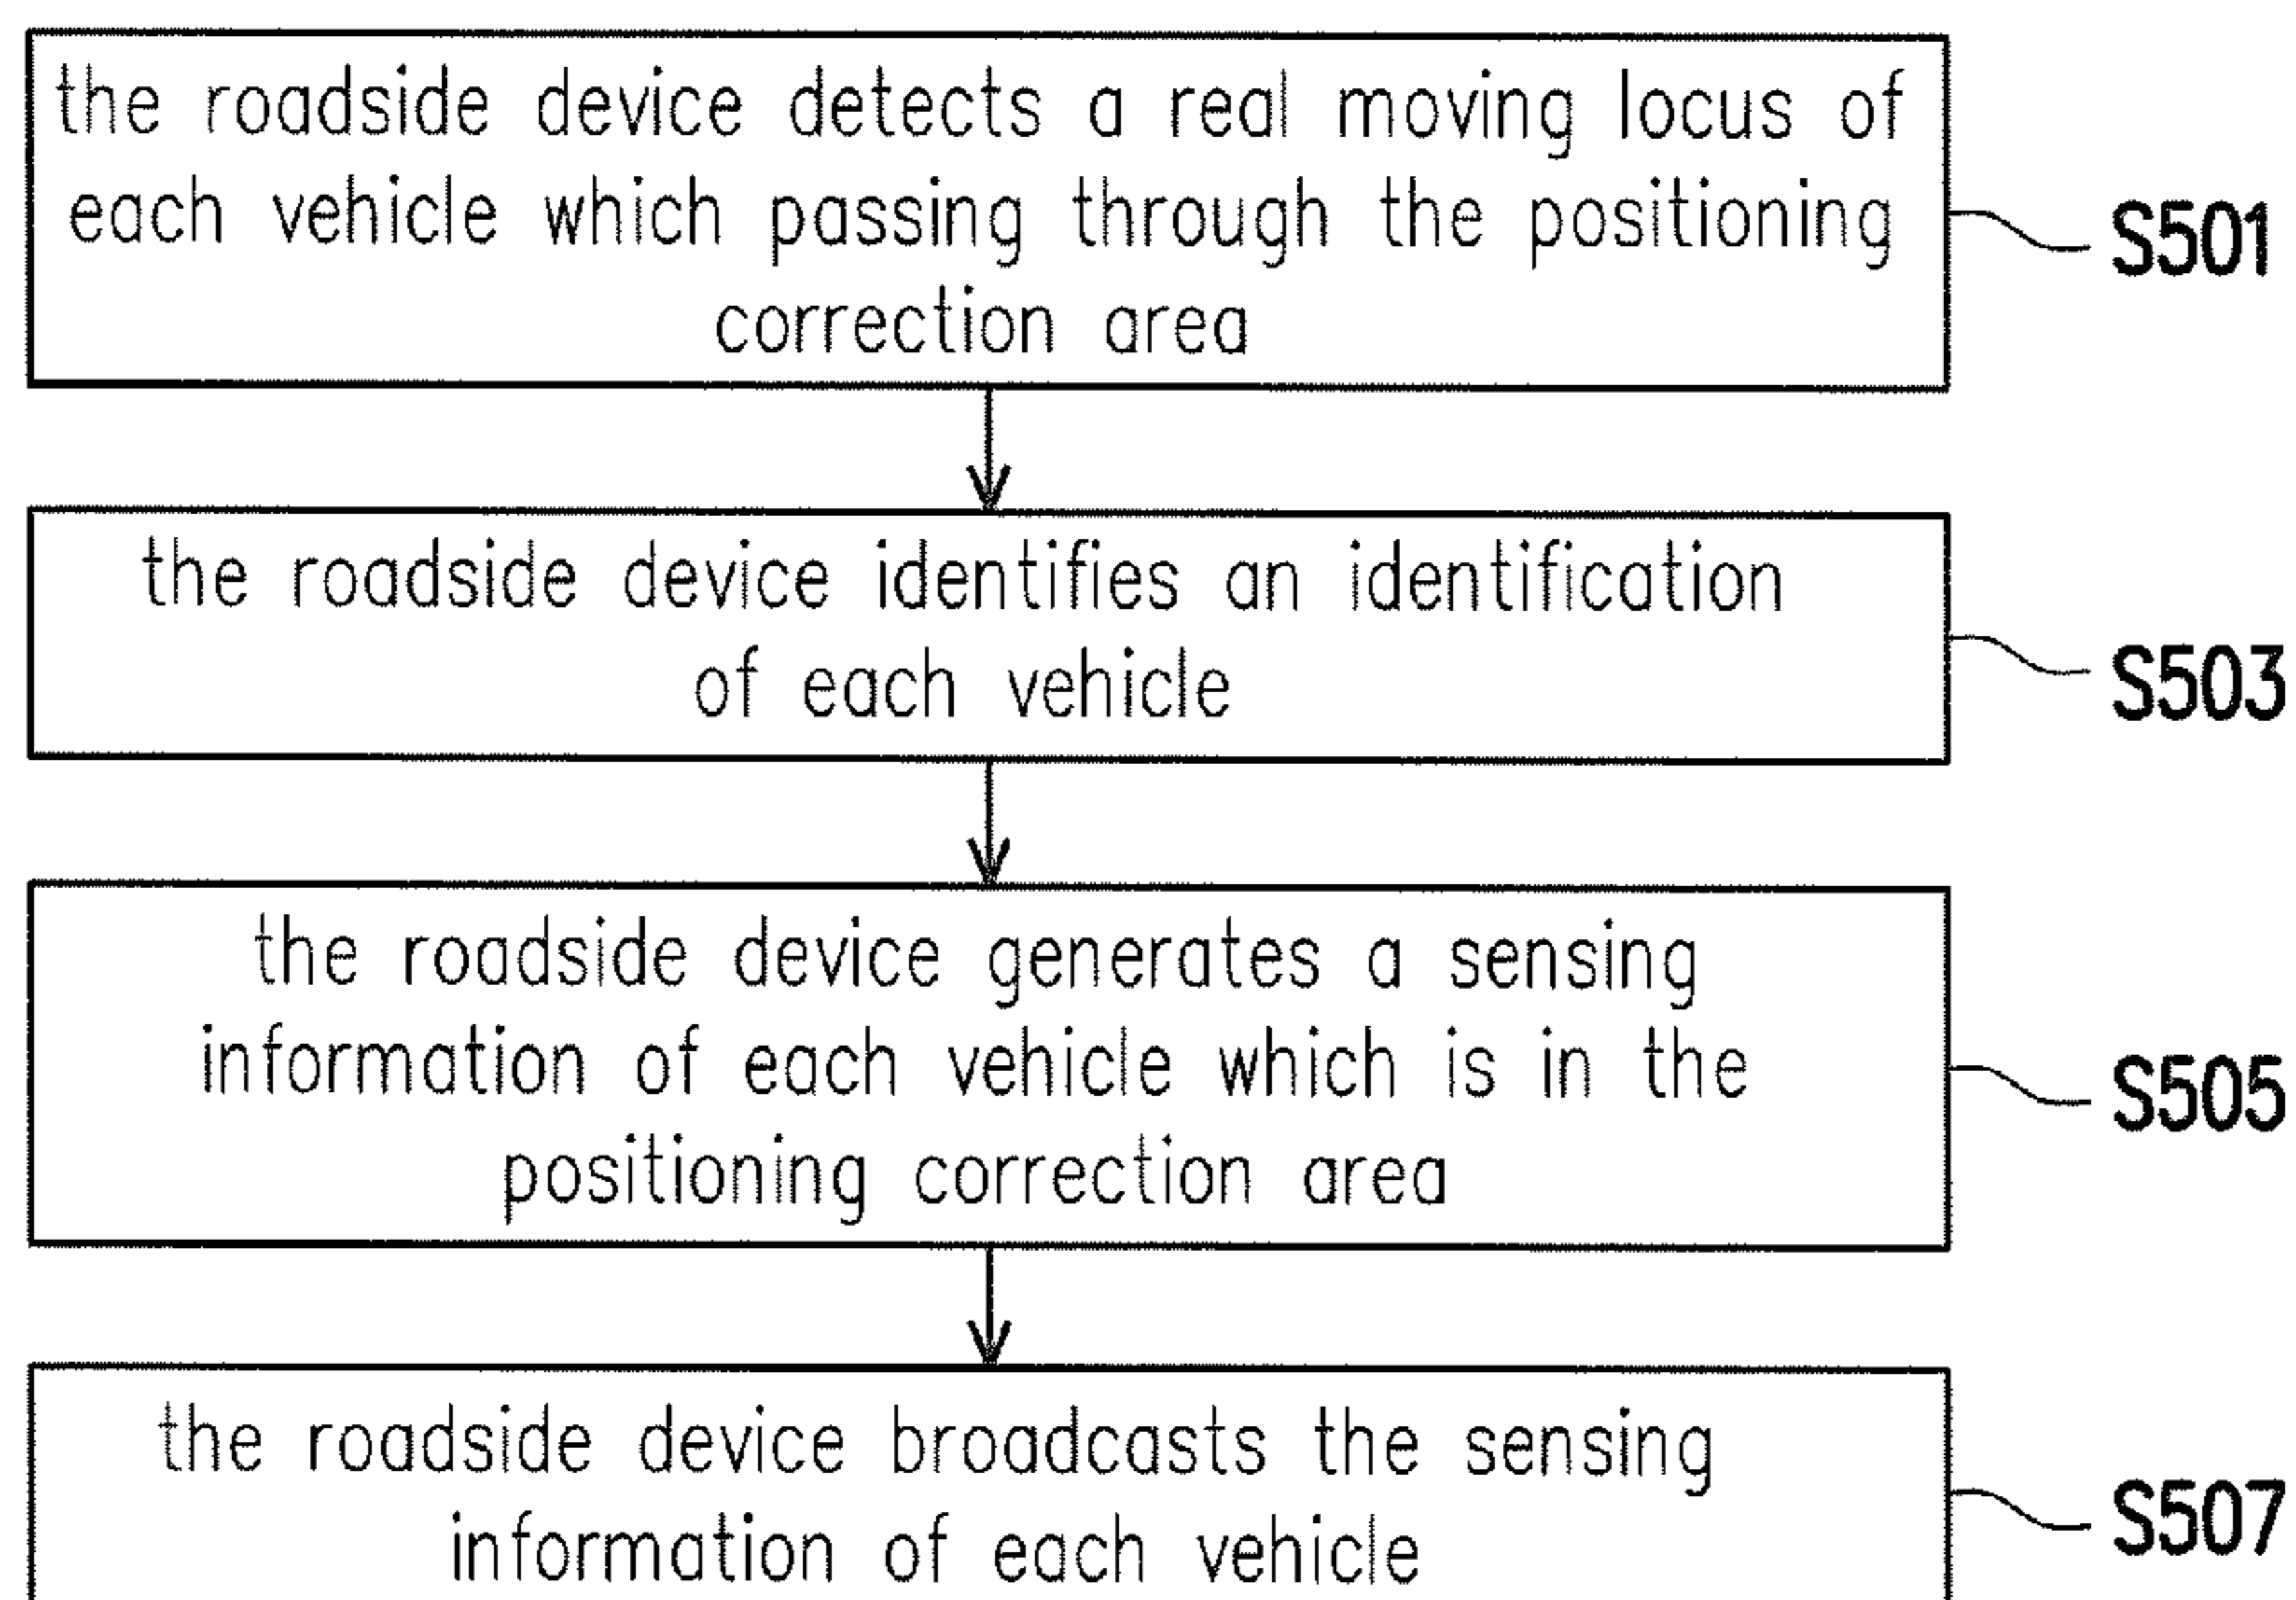 the roadside device detects a real moving locus of
each vehicle which passing through the positioning
correction area
S501
the roadside device identifies an identification
of each vehicle
S503
the roadside device generates a sensing
information of each vehicle which is in the
positioning correction area
S505
the roadside device broadcasts the sensing
information of each vehicle
S507